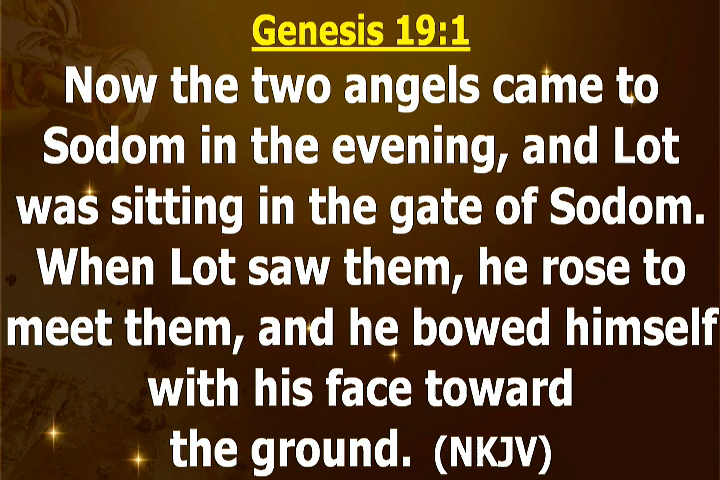 Genesis 19:1
Now the two angels came to
Sodom in the evening, and Lot
was sitting in the gate of Sodom.
When Lot saw them, he rose to
meet them, and he bowed himself
with his face toward
the ground. (NKJV)